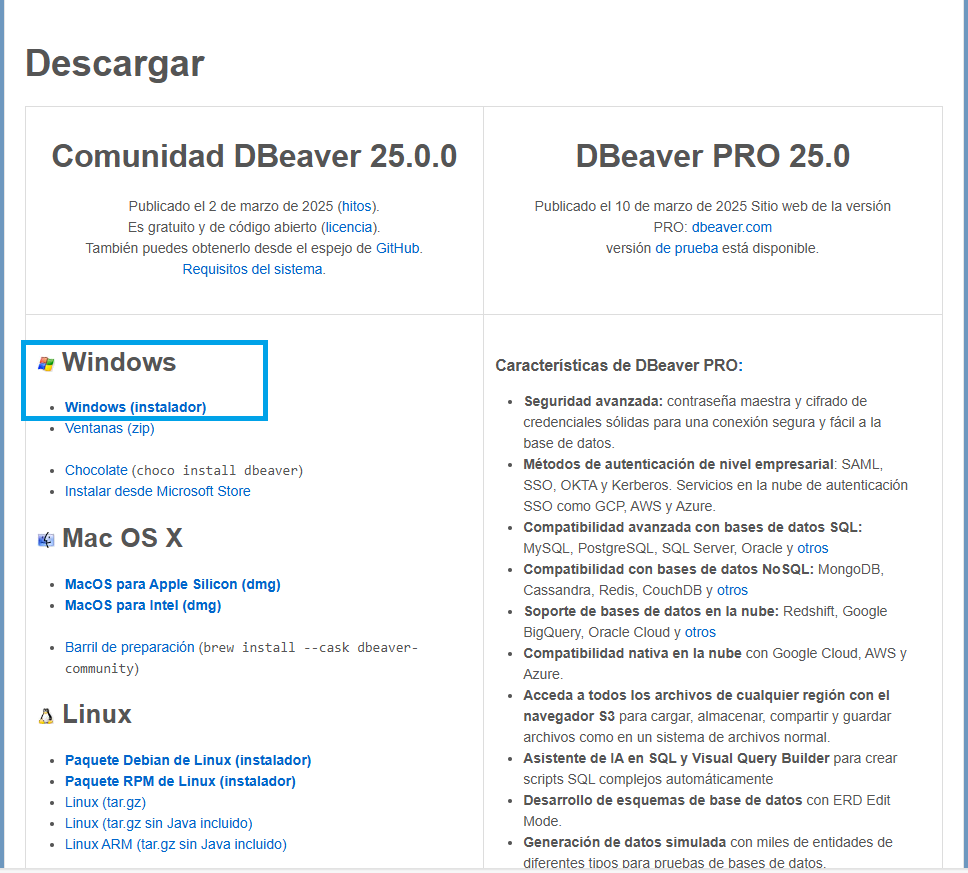 Descargar
Comunidad DBeaver 25.0.0
Publicado el 2 de marzo de 2025 (hitos).
Es gratuito y de código abierto (licencia).
También puedes obtenerlo desde el espejo de GitHub.
Requisitos del sistema.
DBeaver PRO 25.0
Publicado el 10 de marzo de 2025 Sitio web de la versión
PRO: dbeaver.com
versión de prueba está disponible.
Windows
Windows (instalador)
Ventanas (zip)
Chocolate (choco install dbeaver)
Instalar desde Microsoft Store
Mac OS X
MacOS para Apple Silicon (dmg)
MacOS para Intel (dmg)
Barril de preparación (brew install --cask dbeaver-
community)
Linux
Paquete Debian de Linux (instalador)
Paquete RPM de Linux (instalador)
Linux (tar.gz)
Linux (tar.gz sin Java incluido)
Linux ARM (tar.gz sin Java incluido)
Características de DBeaver PRO:
Seguridad avanzada: contraseña maestra y cifrado de
credenciales sólidas para una conexión segura y fácil a la
base de datos.
Métodos de autenticación de nivel empresarial: SAML,
SSO, OKTA y Kerberos. Servicios en la nube de autenticación
SSO como GCP, AWS y Azure.
Compatibilidad avanzada con bases de datos SQL:
MySQL, PostgreSQL, SQL Server, Oracle y otros
Compatibilidad con bases de datos NoSQL: MongoDB,
Cassandra, Redis, CouchDB y otros
Soporte de bases de datos en la nube: Redshift, Google
BigQuery, Oracle Cloud y otros
Compatibilidad nativa en la nube con Google Cloud, AWS y
Azure.
Acceda a todos los archivos de cualquier región con el
navegador S3 para cargar, almacenar, compartir y guardar
archivos como en un sistema de archivos normal.
Asistente de IA en SQL y Visual Query Builder para crear
scripts SQL complejos automáticamente
Desarrollo de esquemas de base de datos con ERD Edit
Mode.
Generación de datos simulada con miles de entidades de
diferentes tipos para pruebas de bases de datos.